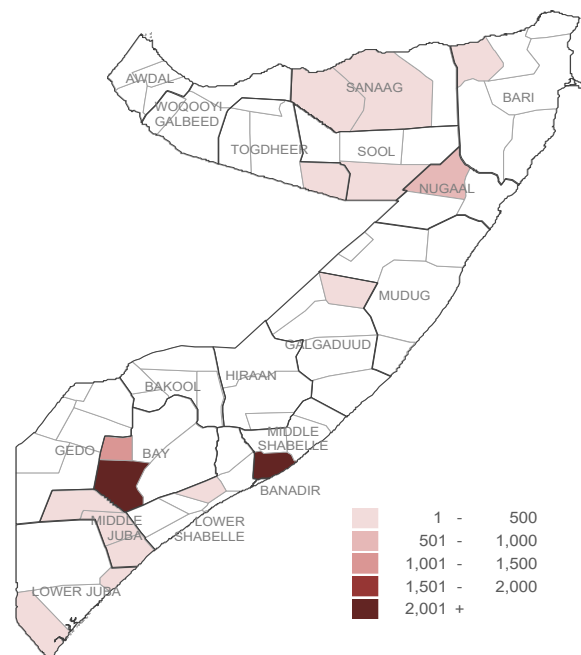 AWDAL
WOQOOYI
GALBEED
SANAAG
BARI
TOGDHEER
SOOL
NUGAAL
MUDUG
GALGADUUD
HIRAAN
BAKOOL
MIDDLE
SHABELLE
GEDO
BAY
BANADIR
MIDDLE
JUBA
LOWER
SHABELLE
LOWER JUBA
1 - 500
501 - 1,000
1,001 - 1,500
1,501 - 2,000
2,001 +